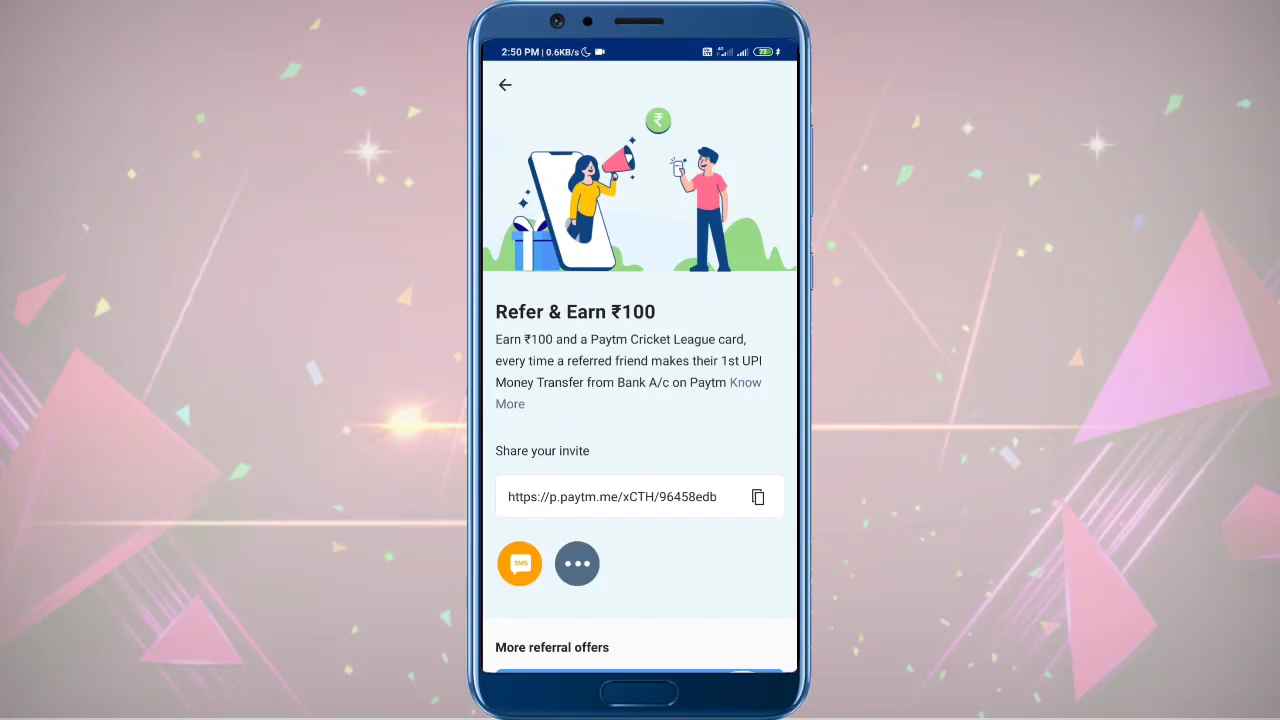 2:50 PM | 0.6KB/s
4G
73
₹
Refer & Earn ₹100
Earn ₹100 and a Paytm Cricket League card,
every time a referred friend makes their 1st UPI
Money Transfer from Bank A/c on Paytm Know
More
Share your invite
https://p.paytm.me/xCTH/96458edb
SMS
More referral offers